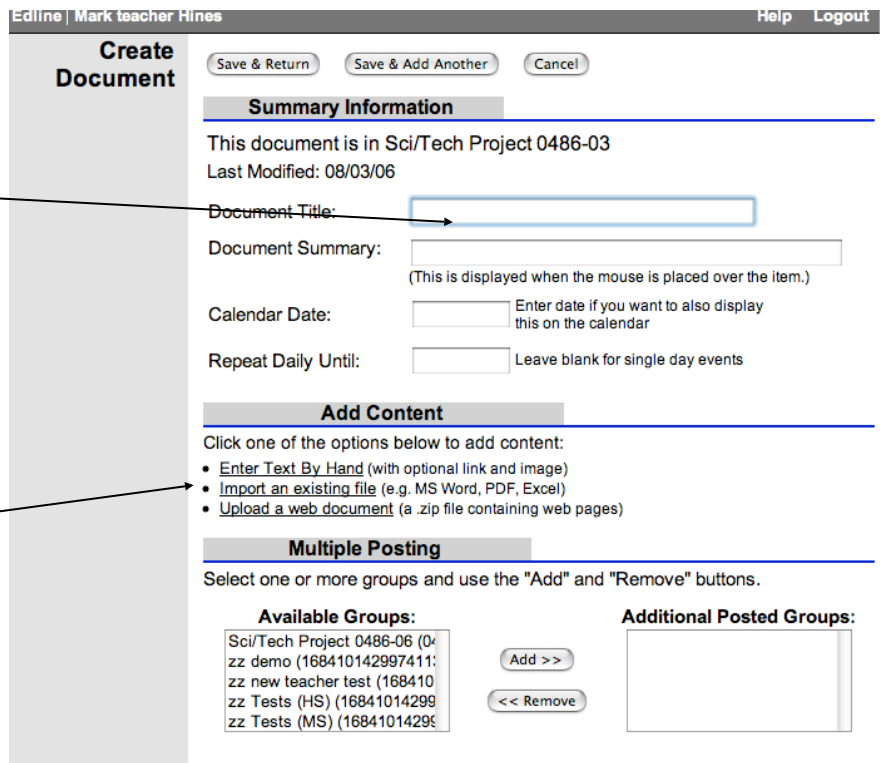 Edline | Mark teacher Hines Help Logout
Create
Document
Save & Return Save & Add Another Cancel
Summary Information
This document is in Sci/Tech Project 0486-03
Last Modified: 08/03/06
Document Title:
Document Summary:
(This is displayed when the mouse is placed over the item.)
Calendar Date:
Enter date if you want to also display
this on the calendar
Repeat Daily Until: Leave blank for single day events
Add Content
Click one of the options below to add content:
• Enter Text By Hand (with optional link and image)
• Import an existing file (e.g. MS Word, PDF, Excel)
• Upload a web document (a .zip file containing web pages)
Multiple Posting
Select one or more groups and use the "Add" and "Remove" buttons.
Available Groups: Additional Posted Groups:
Sci/Tech Project 0486-06 (04
zz demo (1684101429974113
zz new teacher test (168410
zz Tests (HS) (16841014299
zz Tests (MS) (16841014299
Add >>
<< Remove